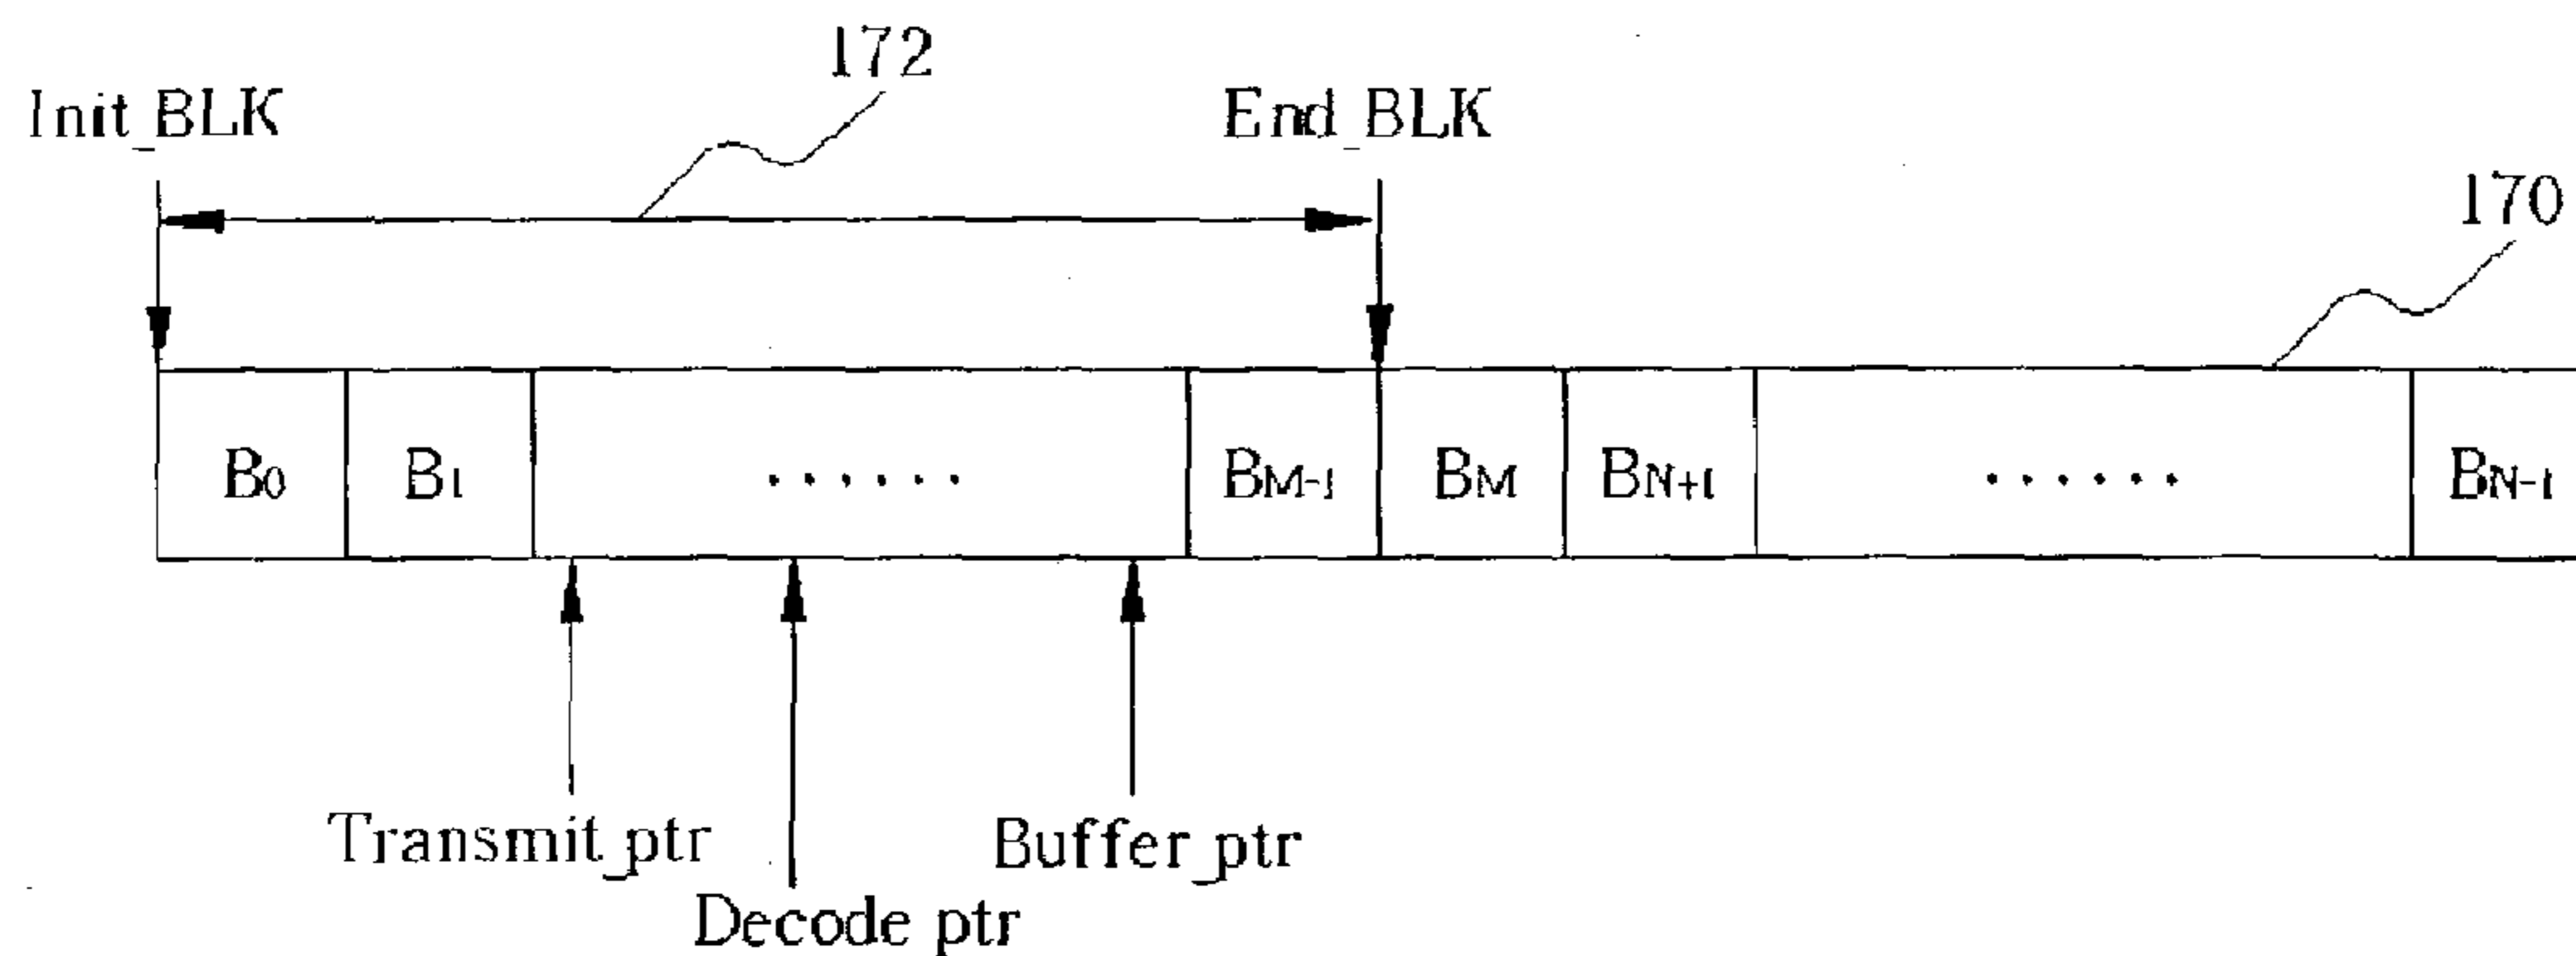 172
Init_BLK
End_BLK
170
B0 B1 ...... BM-1 BM BN+1 ...... BN-1
Transmit_ptr
Buffer_ptr
Decode ptr